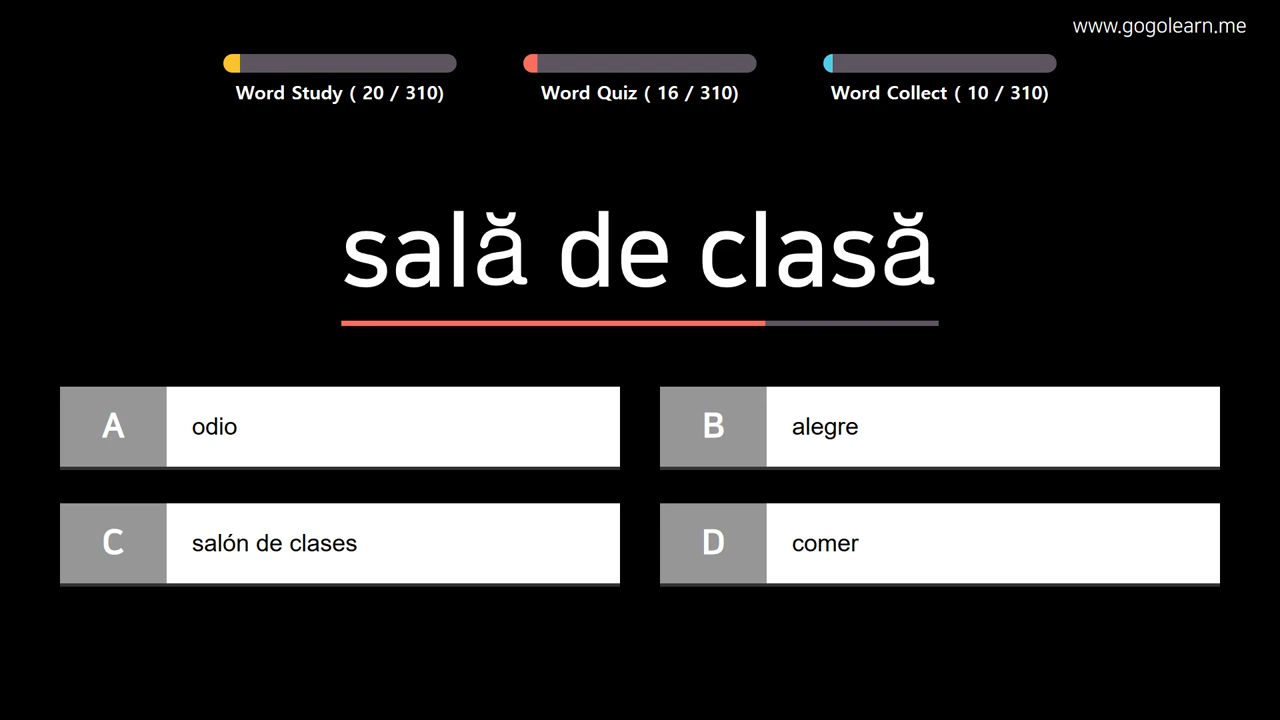 www.gogolearn.me
Word Study ( 20 / 310)
Word Quiz ( 16 / 310)
Word Collect ( 10 / 310)
sală de clasă
A
odio
B
alegre
C
salón de clases
D
comer